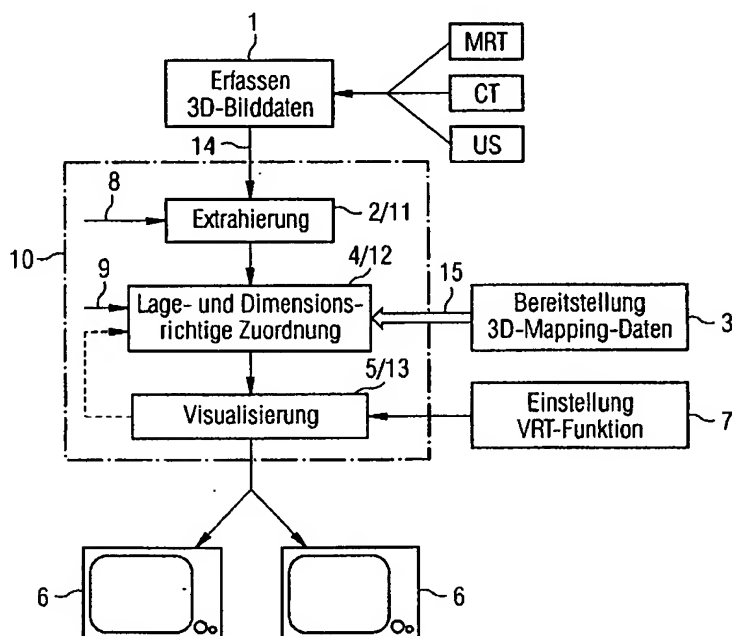 1
MRT
Erfassen
3D-Bilddaten
CT
14
US
8
Extrahierung
2/11
10
9
4/12
Lage- und Dimensions-
richtige Zuordnung
15
Bereitstellung
3D-Mapping-Daten
3
5/13
Visualisierung
Einstellung
VRT-Funktion
7
6
6